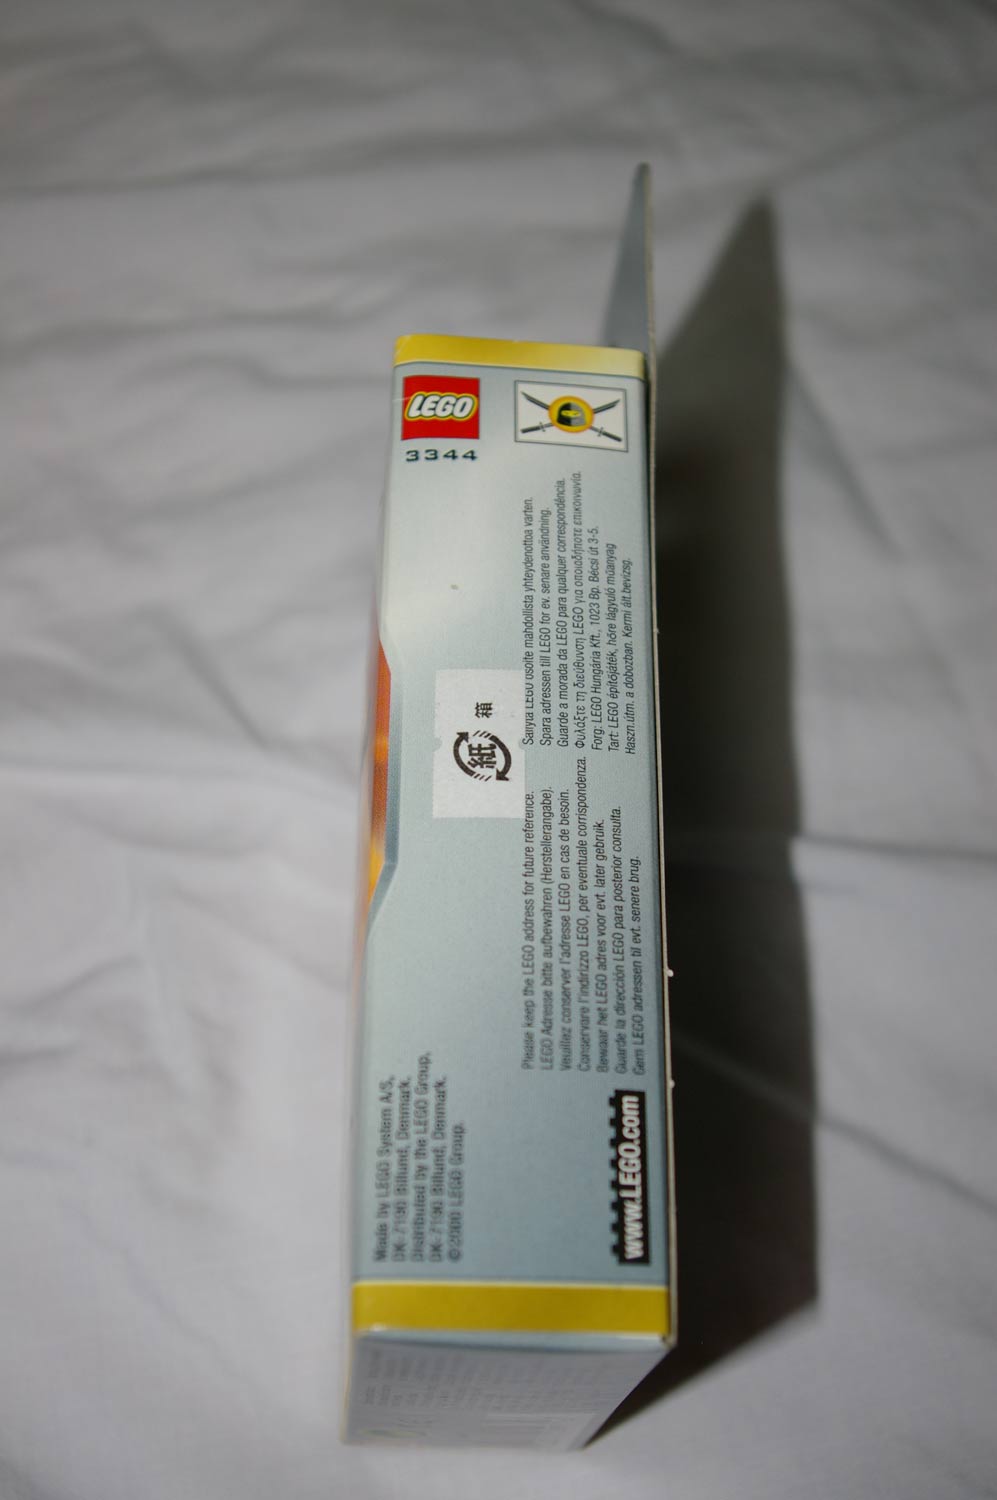 LEGO
3344
Made by LEGO System A/S,
DK-7190 Billund, Denmark.
Distributed by the LEGO Group,
DK-7190 Billund, Denmark.
©2000 LEGO Group.
紙
箱
Please keep the LEGO address for future reference.
LEGO Adresse bitte aufbewahren (Herstellerangabe).
Veuillez conserver l'adresse LEGO en cas de besoin.
Conservare l'indirizzo LEGO, per eventuale corrispondenza.
Bewaar het LEGO adres voor evt. later gebruik.
Guarde la dirección LEGO para posterior consulta.
Gem LEGO adressen til evt. senere brug.
Säilytä LEGO osoite mahdollista yhteydenottoa varten.
Spara adressen till LEGO for ev. senare användning.
Guarde a morada da LEGO para qualquer correspondência.
Φυλάξτε τη διεύθυνση LEGO για οποιαδήποτε επικοινωνία.
Forg: LEGO Hungária Kft., 1023 Bp. Bécsi út 3-5.
Tart: LEGO építőjáték, hőre lágyuló műanyag
Haszn.útm. a dobozban. Kermi ált.bevizsg.
www.LEGO.com